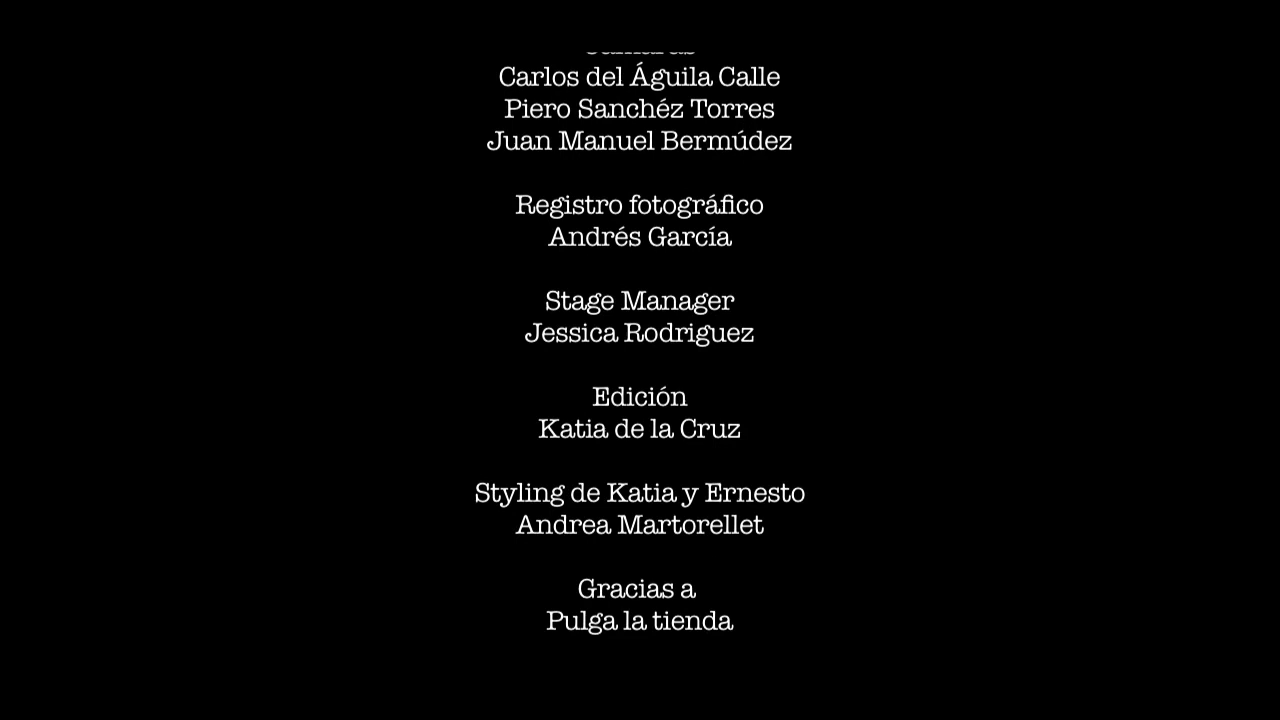 Carlos del Águila Calle
Piero Sanchéz Torres
Juan Manuel Bermúdez
Registro fotográfico
Andrés García
Stage Manager
Jessica Rodriguez
Edición
Katia de la Cruz
Styling de Katia y Ernesto
Andrea Martorellet
Gracias a
Pulga la tienda